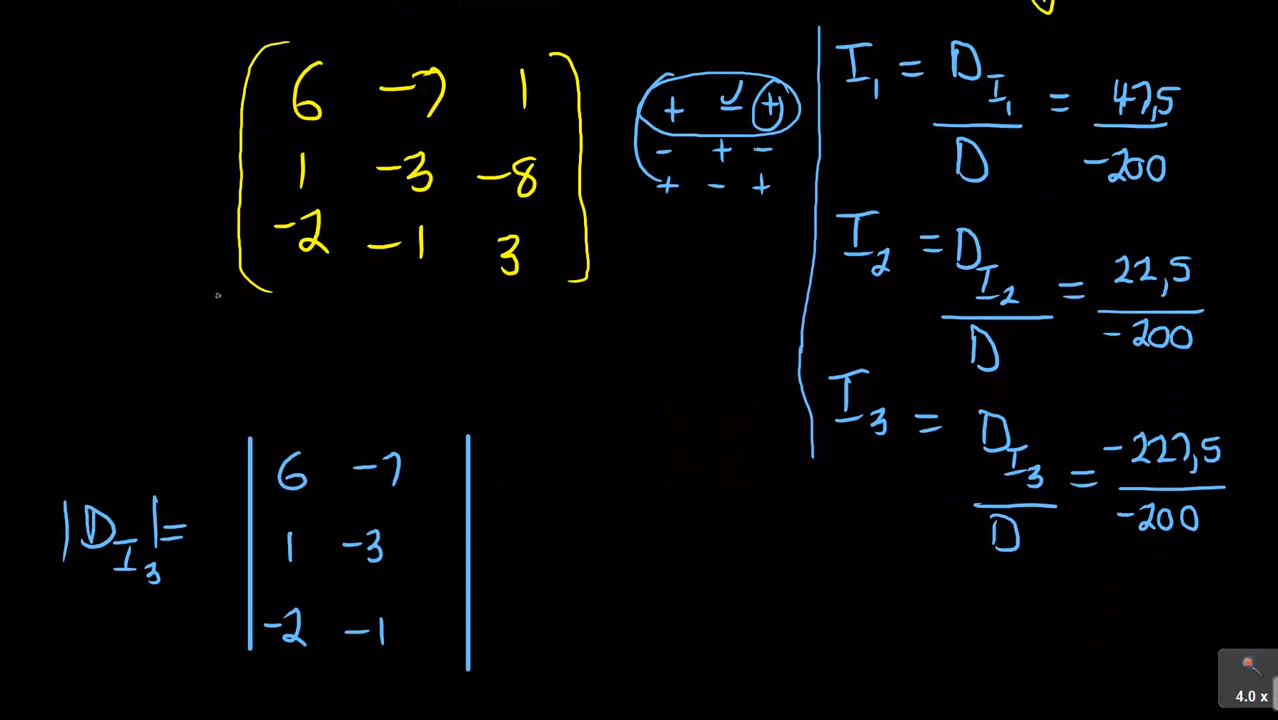 6 -7 1
1 -3 -8
-2 -1 3
+ - +
- + -
+ - +
I1 = DI1 / D = 47,5 / -200
I2 = DI2 / D = 22,5 / -200
I3 = DI3 / D = -227,5 / -200
|DI3| =
6 -7
1 -3
-2 -1
4.0 x